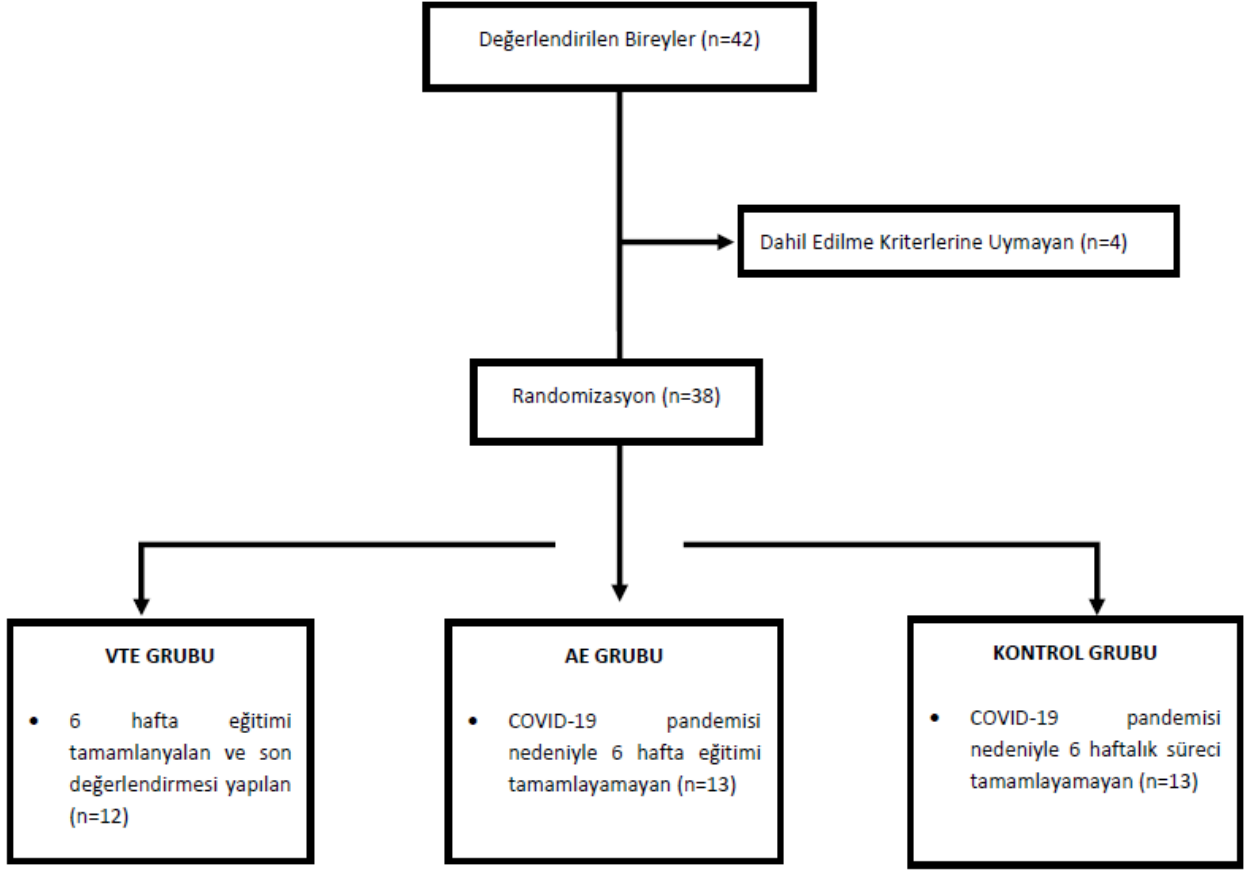 Değerlendirilen Bireyler (n=42)
Dahil Edilme Kriterlerine Uymayan (n=4)
Randomizasyon (n=38)
VTE GRUBU
• 6 hafta eğitimi
tamamlanyalan ve son
değerlendirmesi yapılan
(n=12)
AE GRUBU
• COVID-19 pandemisi
nedeniyle 6 hafta eğitimi
tamamlayamayan (n=13)
KONTROL GRUBU
• COVID-19 pandemisi
nedeniyle 6 haftalık süreci
tamamlayamayan (n=13)